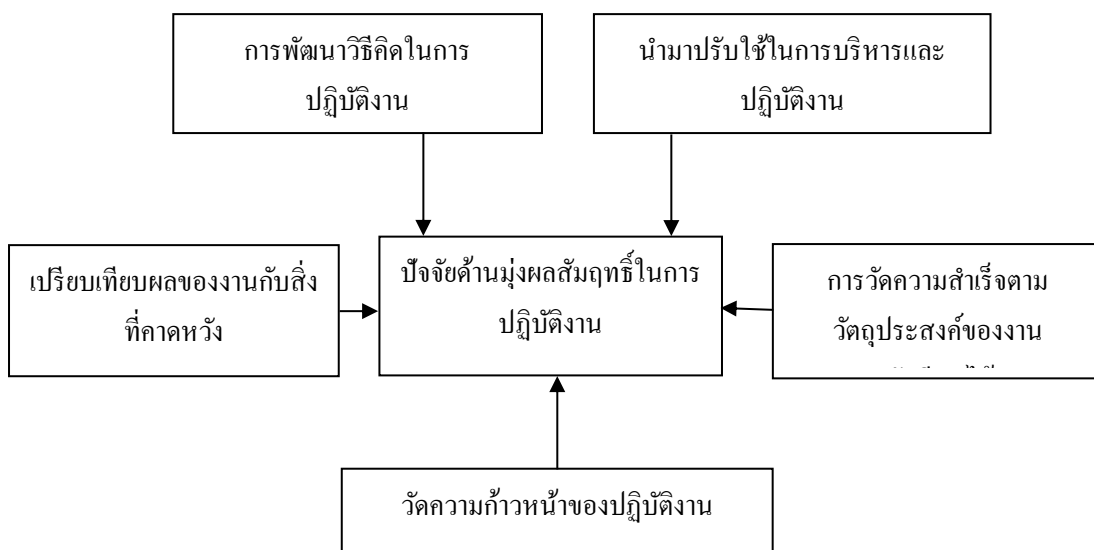 การพัฒนาวิธีคิดในการ
ปฏิบัติงาน
นำมาปรับใช้ในการบริหารและ
ปฏิบัติงาน
เปรียบเทียบผลของงานกับสิ่ง
ที่คาดหวัง
ปัจจัยด้านมุ่งผลสัมฤทธิ์ในการ
ปฏิบัติงาน
การวัดความสำเร็จตาม
วัตถุประสงค์ของงาน
วัดความก้าวหน้าของปฏิบัติงาน